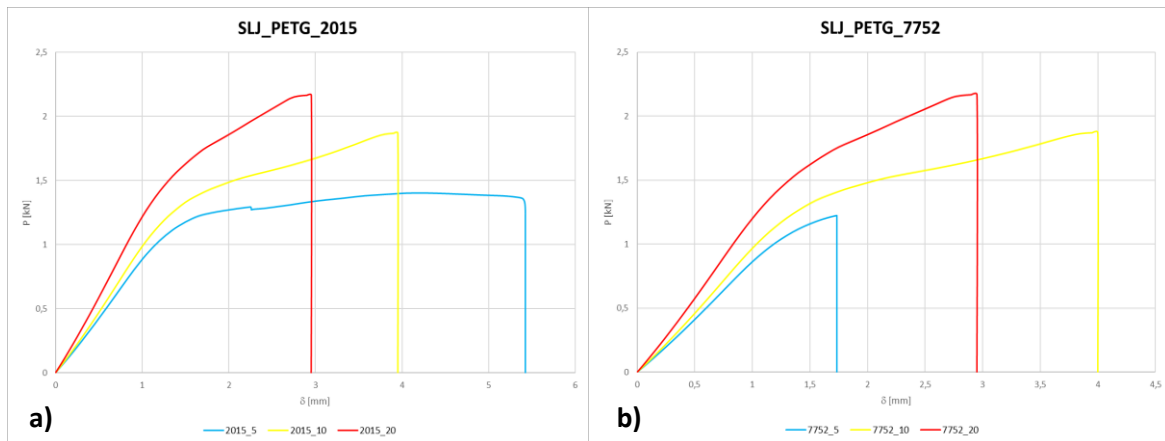 SLJ_PETG_2015
2,5
2
1,5
1
0,5
0
P [kN]
0 1 2 3 4 5 6
δ [mm]
a)
2015_5 2015_10 2015_20
SLJ_PETG_7752
2,5
2
1,5
1
0,5
0
P [kN]
0 0,5 1 1,5 2 2,5 3 3,5 4 4,5
δ [mm]
b)
7752_5 7752_10 7752_20